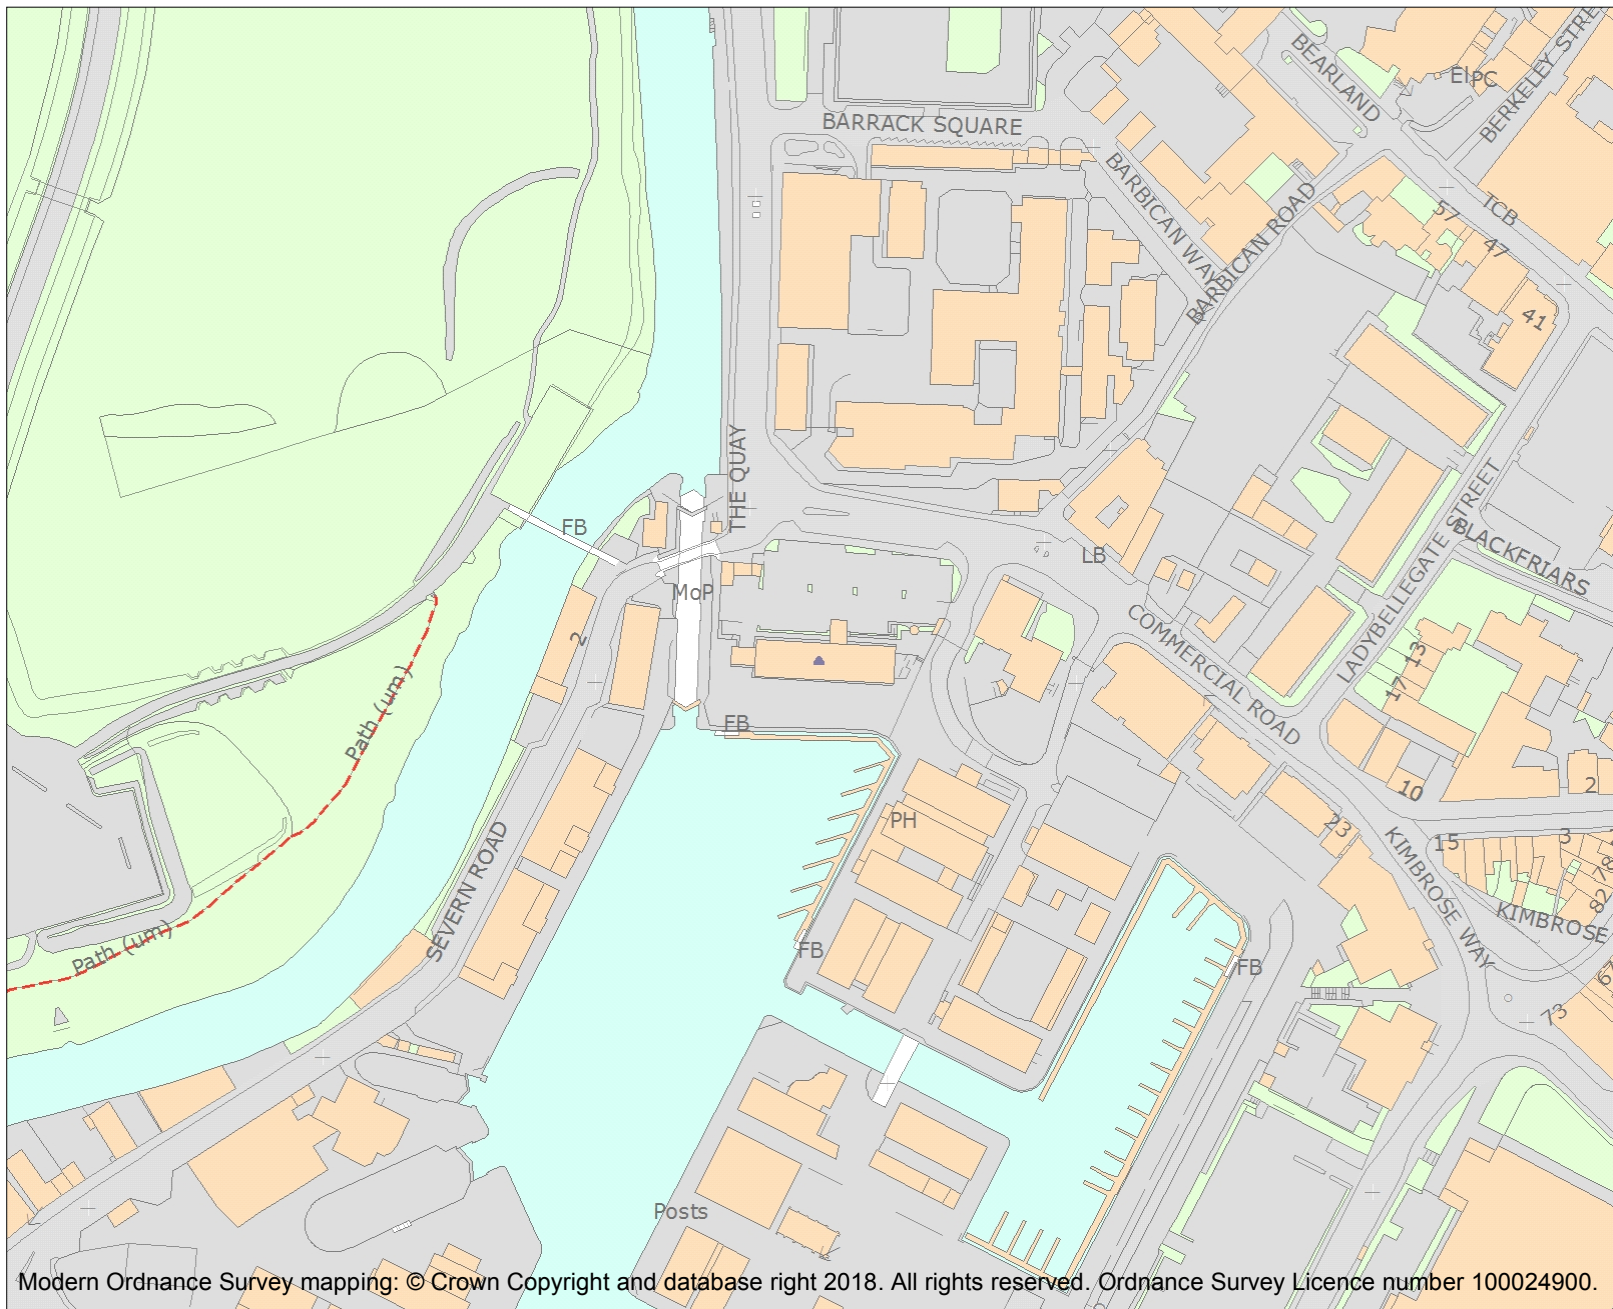 BEARLAND
ElPC
BERKELEY STRE
BARRACK SQUARE
BARBICAN WAY
BARBICAN ROAD
57
TCB
47
41
THE QUAY
FB
MoP
LB
LADYBELLEGATE STREET
BLACKFRIARS
COMMERCIAL ROAD
2
13
17
Path (um)
FB
10
2
PH
23
15
3
78
82
KIMBROSE WAY
KIMBROSE
SEVERN ROAD
Path (um)
FB
FB
67
73
Posts
Modern Ordnance Survey mapping: © Crown Copyright and database right 2018. All rights reserved. Ordnance Survey Licence number 100024900.